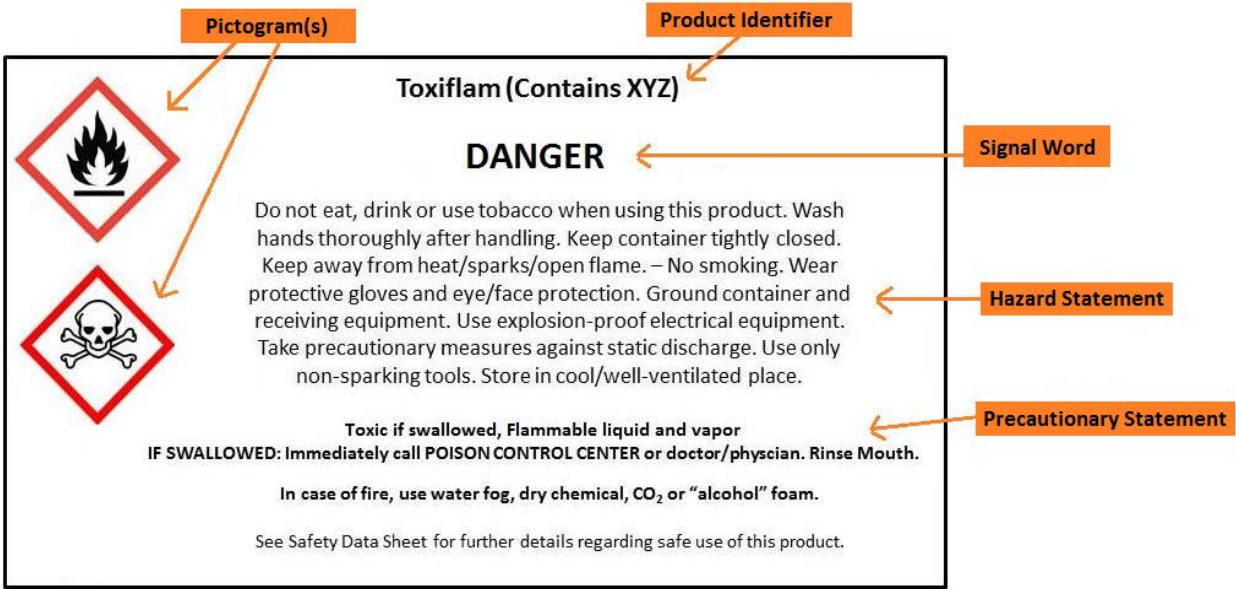 Pictogram(s)
Product Identifier
Toxiflam (Contains XYZ)
DANGER
Signal Word
Do not eat, drink or use tobacco when using this product. Wash
hands thoroughly after handling. Keep container tightly closed.
Keep away from heat/sparks/open flame. – No smoking. Wear
protective gloves and eye/face protection. Ground container and
receiving equipment. Use explosion-proof electrical equipment.
Take precautionary measures against static discharge. Use only
non-sparking tools. Store in cool/well-ventilated place.
Hazard Statement
Precautionary Statement
Toxic if swallowed, Flammable liquid and vapor
IF SWALLOWED: Immediately call POISON CONTROL CENTER or doctor/physcian. Rinse Mouth.
In case of fire, use water fog, dry chemical, CO₂ or “alcohol” foam.
See Safety Data Sheet for further details regarding safe use of this product.